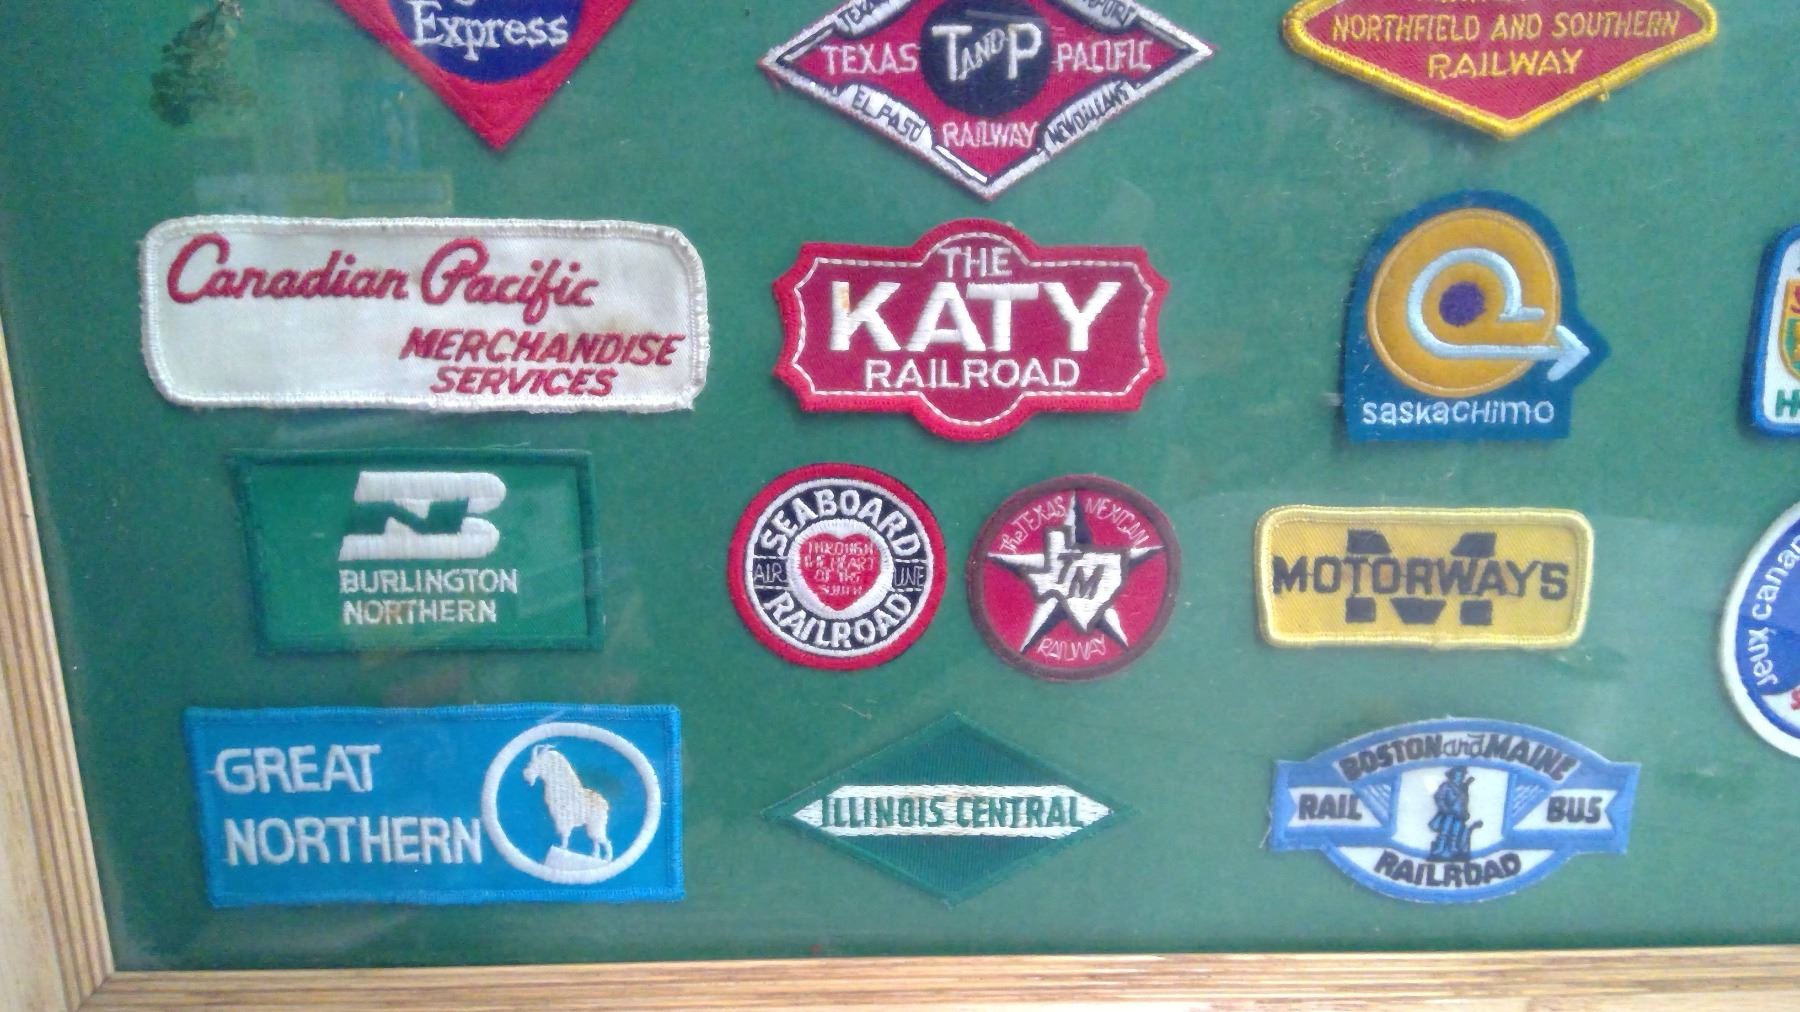 Express
TEXAS T AND P PACIFIC
EL PASO
NEW ORLEANS
RAILWAY
NORTHFIELD AND SOUTHERN
RAILWAY
Canadian Pacific
MERCHANDISE
SERVICES
THE
KATY
RAILROAD
SASKACHIMO
BURLINGTON
NORTHERN
SEABOARD
AIR LINE
THROUGH
THE HEART
OF THE
SOUTH
RAILROAD
The TEXAS MEXICAN
TM
RAILWAY
M
MOTORWAYS
jeux canad
GREAT
NORTHERN
ILLINOIS CENTRAL
BOSTON and MAINE
RAIL BUS
RAILROAD